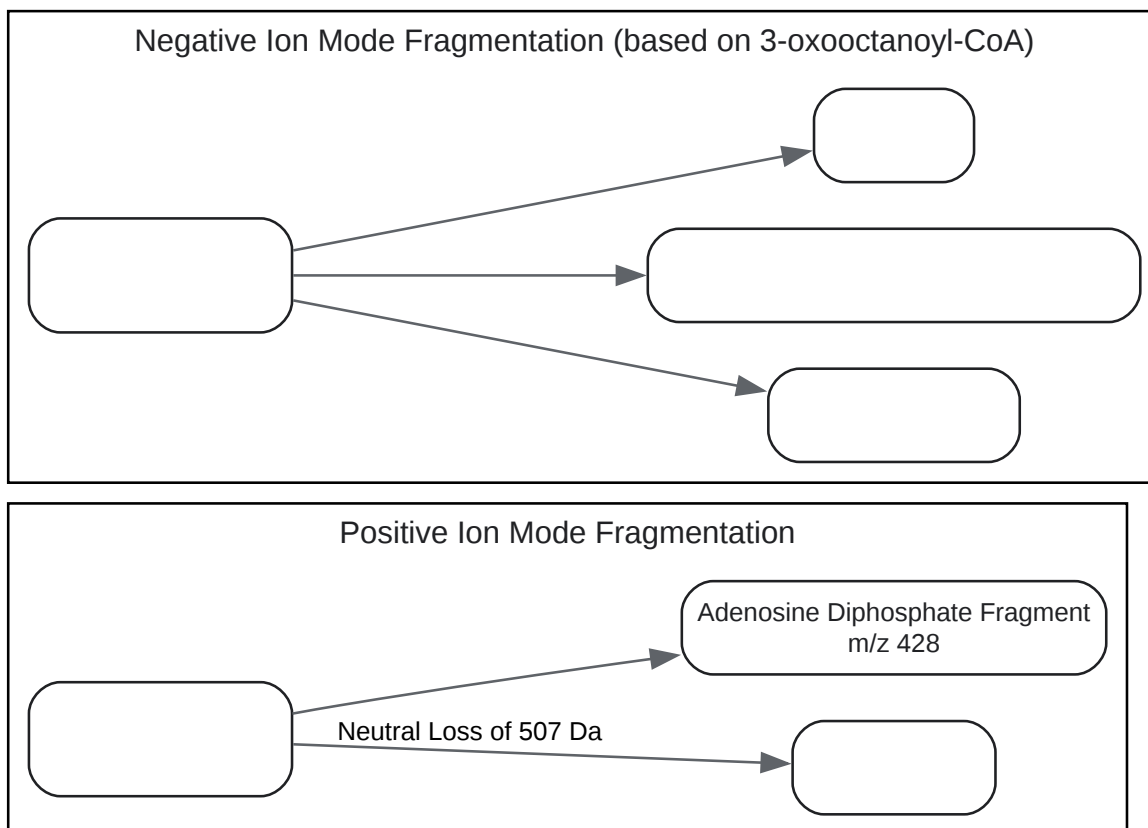 Negative Ion Mode Fragmentation (based on 3-oxooctanoyl-CoA)
Positive Ion Mode Fragmentation
Adenosine Diphosphate Fragment
m/z 428
Neutral Loss of 507 Da